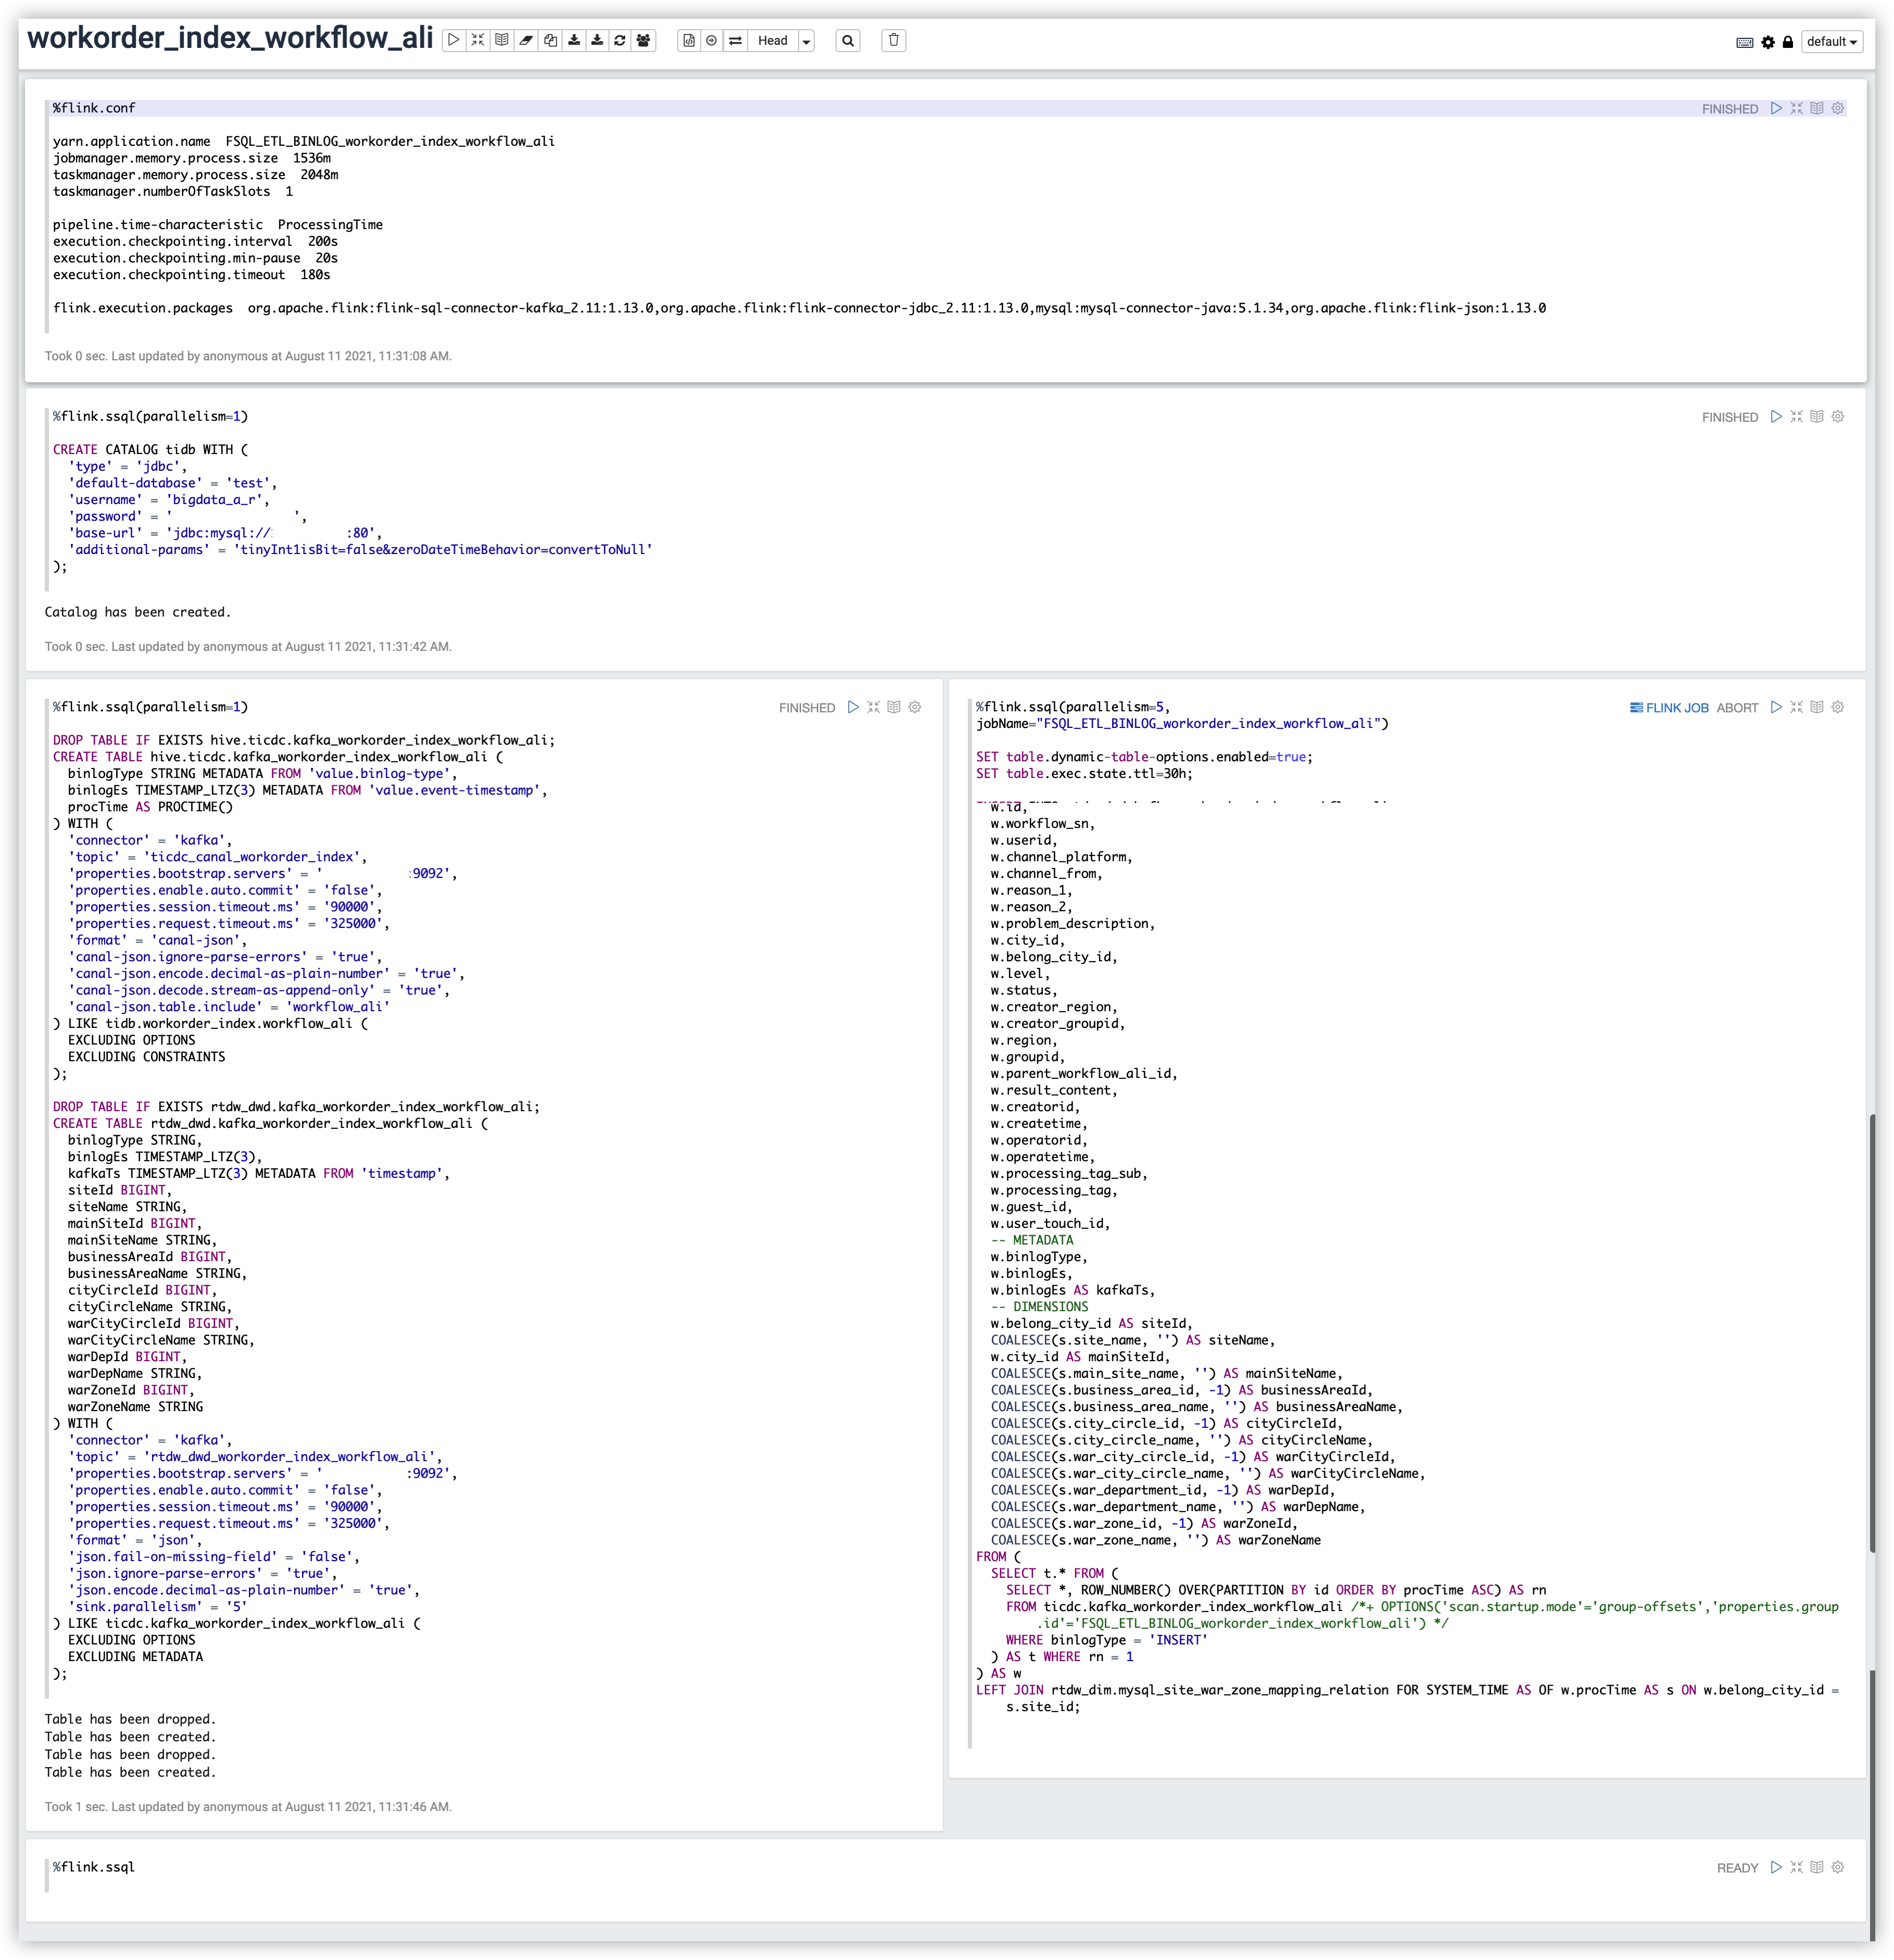 workorder_index_workflow_ali
Head
default
%flink.conf
FINISHED
yarn.application.name  FSQL_ETL_BINLOG_workorder_index_workflow_ali
jobmanager.memory.process.size  1536m
taskmanager.memory.process.size  2048m
taskmanager.numberOfTaskSlots  1
pipeline.time-characteristic  ProcessingTime
execution.checkpointing.interval  200s
execution.checkpointing.min-pause  20s
execution.checkpointing.timeout  180s
flink.execution.packages  org.apache.flink:flink-sql-connector-kafka_2.11:1.13.0,org.apache.flink:flink-connector-jdbc_2.11:1.13.0,mysql:mysql-connector-java:5.1.34,org.apache.flink:flink-json:1.13.0
Took 0 sec. Last updated by anonymous at August 11 2021, 11:31:08 AM.
%flink.ssql(parallelism=1)
FINISHED
CREATE CATALOG tidb WITH (
  'type' = 'jdbc',
  'default-database' = 'test',
  'username' = 'bigdata_a_r',
  'password' = '                ',
  'base-url' = 'jdbc:mysql://          :80',
  'additional-params' = 'tinyInt1isBit=false&zeroDateTimeBehavior=convertToNull'
);
Catalog has been created.
Took 0 sec. Last updated by anonymous at August 11 2021, 11:31:42 AM.
%flink.ssql(parallelism=1)
FINISHED
DROP TABLE IF EXISTS hive.ticdc.kafka_workorder_index_workflow_ali;
CREATE TABLE hive.ticdc.kafka_workorder_index_workflow_ali (
  binlogType STRING METADATA FROM 'value.binlog-type',
  binlogEs TIMESTAMP_LTZ(3) METADATA FROM 'value.event-timestamp',
  procTime AS PROCTIME()
) WITH (
  'connector' = 'kafka',
  'topic' = 'ticdc_canal_workorder_index',
  'properties.bootstrap.servers' = '            :9092',
  'properties.enable.auto.commit' = 'false',
  'properties.session.timeout.ms' = '90000',
  'properties.request.timeout.ms' = '325000',
  'format' = 'canal-json',
  'canal-json.ignore-parse-errors' = 'true',
  'canal-json.encode.decimal-as-plain-number' = 'true',
  'canal-json.decode.stream-as-append-only' = 'true',
  'canal-json.table.include' = 'workflow_ali'
) LIKE tidb.workorder_index.workflow_ali (
  EXCLUDING OPTIONS
  EXCLUDING CONSTRAINTS
);
DROP TABLE IF EXISTS rtdw_dwd.kafka_workorder_index_workflow_ali;
CREATE TABLE rtdw_dwd.kafka_workorder_index_workflow_ali (
  binlogType STRING,
  binlogEs TIMESTAMP_LTZ(3),
  kafkaTs TIMESTAMP_LTZ(3) METADATA FROM 'timestamp',
  siteId BIGINT,
  siteName STRING,
  mainSiteId BIGINT,
  mainSiteName STRING,
  businessAreaId BIGINT,
  businessAreaName STRING,
  cityCircleId BIGINT,
  cityCircleName STRING,
  warCityCircleId BIGINT,
  warCityCircleName STRING,
  warDepId BIGINT,
  warDepName STRING,
  warZoneId BIGINT,
  warZoneName STRING
) WITH (
  'connector' = 'kafka',
  'topic' = 'rtdw_dwd_workorder_index_workflow_ali',
  'properties.bootstrap.servers' = '           :9092',
  'properties.enable.auto.commit' = 'false',
  'properties.session.timeout.ms' = '90000',
  'properties.request.timeout.ms' = '325000',
  'format' = 'json',
  'json.fail-on-missing-field' = 'false',
  'json.ignore-parse-errors' = 'true',
  'json.encode.decimal-as-plain-number' = 'true',
  'sink.parallelism' = '5'
) LIKE ticdc.kafka_workorder_index_workflow_ali (
  EXCLUDING OPTIONS
  EXCLUDING METADATA
);
Table has been dropped.
Table has been created.
Table has been dropped.
Table has been created.
Took 1 sec. Last updated by anonymous at August 11 2021, 11:31:46 AM.
%flink.ssql(parallelism=5,
FLINK JOB ABORT
jobName="FSQL_ETL_BINLOG_workorder_index_workflow_ali")
SET table.dynamic-table-options.enabled=true;
SET table.exec.state.ttl=30h;
  w.id,
  w.workflow_sn,
  w.userid,
  w.channel_platform,
  w.channel_from,
  w.reason_1,
  w.reason_2,
  w.problem_description,
  w.city_id,
  w.belong_city_id,
  w.level,
  w.status,
  w.creator_region,
  w.creator_groupid,
  w.region,
  w.groupid,
  w.parent_workflow_ali_id,
  w.result_content,
  w.creatorid,
  w.createtime,
  w.operatorid,
  w.operatetime,
  w.processing_tag_sub,
  w.processing_tag,
  w.guest_id,
  w.user_touch_id,
  -- METADATA
  w.binlogType,
  w.binlogEs,
  w.binlogEs AS kafkaTs,
  -- DIMENSIONS
  w.belong_city_id AS siteId,
  COALESCE(s.site_name, '') AS siteName,
  w.city_id AS mainSiteId,
  COALESCE(s.main_site_name, '') AS mainSiteName,
  COALESCE(s.business_area_id, -1) AS businessAreaId,
  COALESCE(s.business_area_name, '') AS businessAreaName,
  COALESCE(s.city_circle_id, -1) AS cityCircleId,
  COALESCE(s.city_circle_name, '') AS cityCircleName,
  COALESCE(s.war_city_circle_id, -1) AS warCityCircleId,
  COALESCE(s.war_city_circle_name, '') AS warCityCircleName,
  COALESCE(s.war_department_id, -1) AS warDepId,
  COALESCE(s.war_department_name, '') AS warDepName,
  COALESCE(s.war_zone_id, -1) AS warZoneId,
  COALESCE(s.war_zone_name, '') AS warZoneName
FROM (
  SELECT t.* FROM (
    SELECT *, ROW_NUMBER() OVER(PARTITION BY id ORDER BY procTime ASC) AS rn
    FROM ticdc.kafka_workorder_index_workflow_ali /*+ OPTIONS('scan.startup.mode'='group-offsets','properties.group
        .id'='FSQL_ETL_BINLOG_workorder_index_workflow_ali') */
    WHERE binlogType = 'INSERT'
  ) AS t WHERE rn = 1
) AS w
LEFT JOIN rtdw_dim.mysql_site_war_zone_mapping_relation FOR SYSTEM_TIME AS OF w.procTime AS s ON w.belong_city_id =
    s.site_id;
%flink.ssql
READY